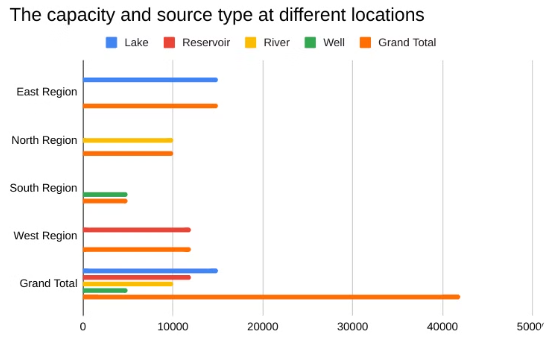 The capacity and source type at different locations
Lake Reservoir River Well Grand Total
East Region
North Region
South Region
West Region
Grand Total
0 10000 20000 30000 40000